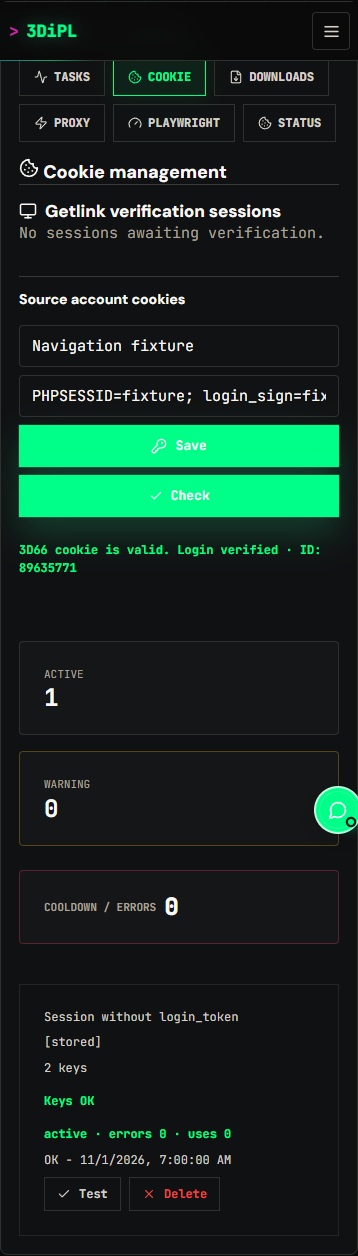 > 3DiPL
TASKS
COOKIE
DOWNLOADS
PROXY
PLAYWRIGHT
STATUS
Cookie management
Getlink verification sessions
No sessions awaiting verification.
Source account cookies
Navigation fixture
PHPSESSID=fixture; login_sign=fix
Save
Check
3D66 cookie is valid. Login verified · ID:
89635771
ACTIVE
1
WARNING
0
COOLDOWN / ERRORS 0
Session without login_token
[stored]
2 keys
Keys OK
active · errors 0 · uses 0
OK - 11/1/2026, 7:00:00 AM
Test
Delete